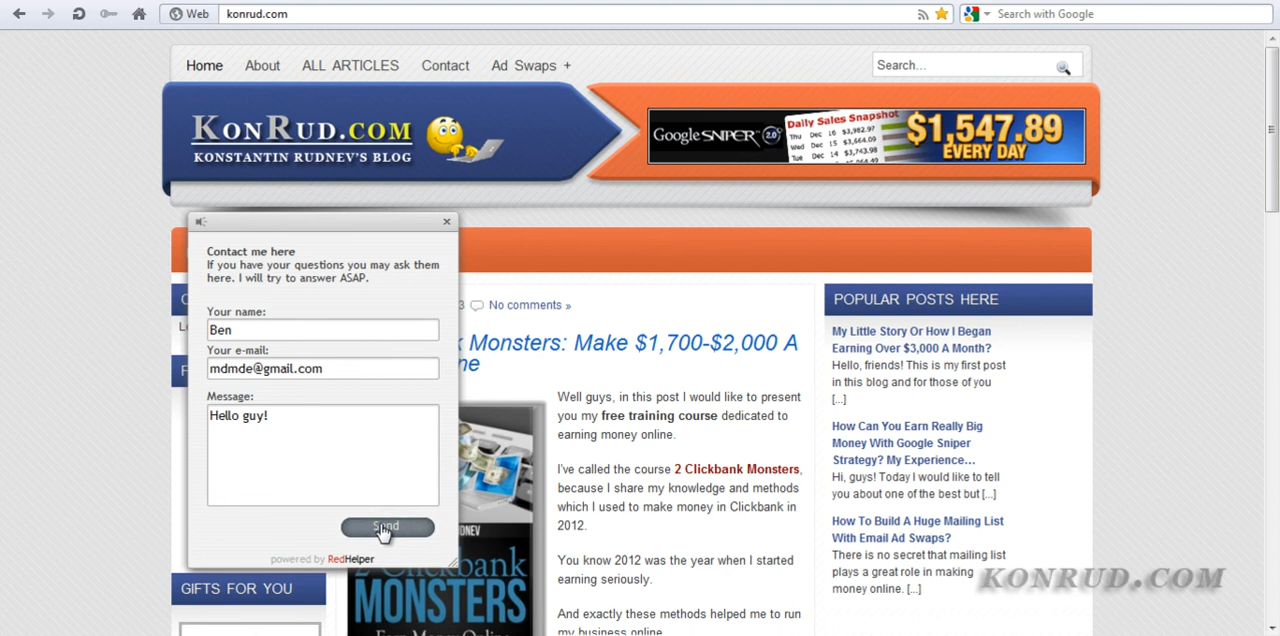 Web
konrud.com
Search with Google
Home
About
ALL ARTICLES
Contact
Ad Swaps +
Search...
KONRUD.COM
KONSTANTIN RUDNEV'S BLOG
GOOGLE SNIPER 2.0
Daily Sales Snapshot
Thu Dec 16 $3,982.97
Wed Dec 15 $3,664.09
Tue Dec 14 $3,743.98
$1,547.89
EVERY DAY
Contact me here
If you have your questions you may ask them
here. I will try to answer ASAP.
Your name:
Ben
Your e-mail:
mdmde@gmail.com
Message:
Hello guy!
Send
powered by RedHelper
GIFTS FOR YOU
3
No comments »
k Monsters: Make $1,700-$2,000 A
ne
Well guys, in this post I would like to present
you my free training course dedicated to
earning money online.
I've called the course 2 Clickbank Monsters,
because I share my knowledge and methods
which I used to make money in Clickbank in
2012.
You know 2012 was the year when I started
earning seriously.
And exactly these methods helped me to run
my business online.
DNEV
2 Clickbank
MONSTERS
POPULAR POSTS HERE
My Little Story Or How I Began
Earning Over $3,000 A Month?
Hello, friends! This is my first post
in this blog and for those of you
[...]
How Can You Earn Really Big
Money With Google Sniper
Strategy? My Experience...
Hi, guys! Today I would like to tell
you about one of the best but [...]
How To Build A Huge Mailing List
With Email Ad Swaps?
There is no secret that mailing list
plays a great role in making
money online. [...]
KONRUD.COM